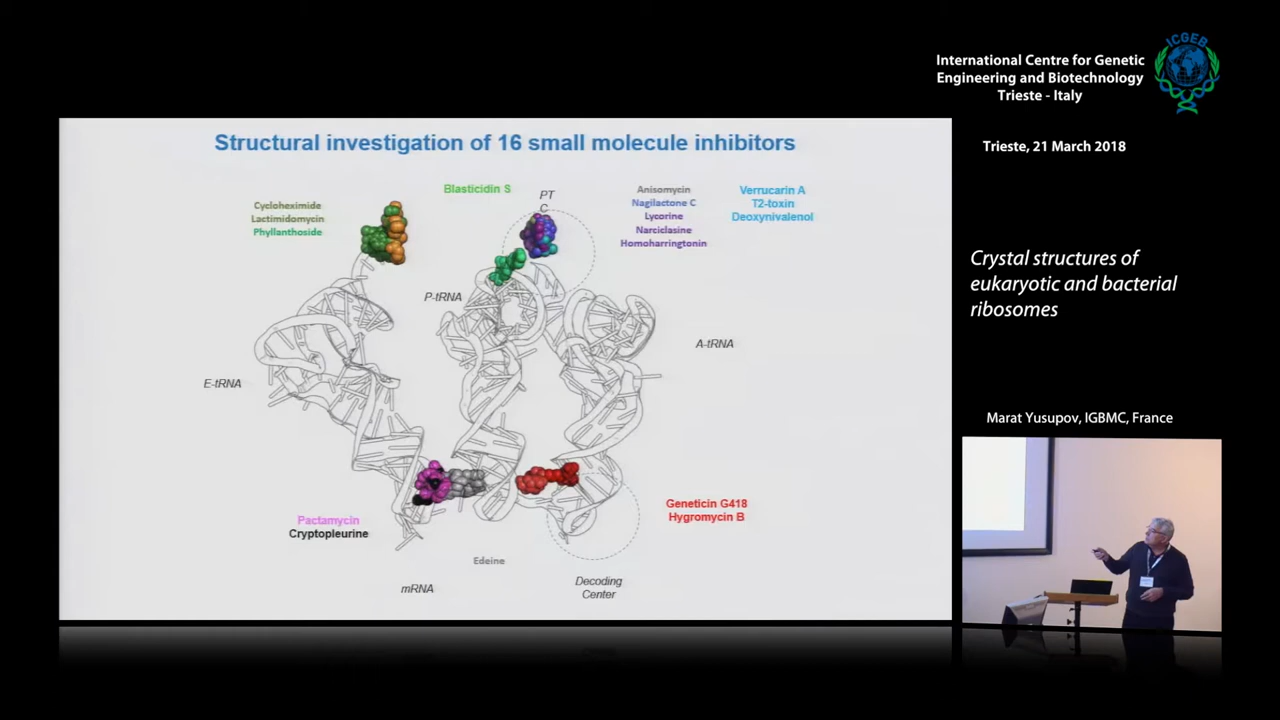 International Centre for Genetic
Engineering and Biotechnology
Trieste - Italy
ICGEB
Trieste, 21 March 2018
Structural investigation of 16 small molecule inhibitors
Cycloheximide
Lactimidomycin
Phyllanthoside
Blasticidin S
PT
C
Anisomycin
Nagilactone C
Lycorine
Narciclasine
Homoharringtonin
Verrucarin A
T2-toxin
Deoxynivalenol
P-tRNA
A-tRNA
E-tRNA
Geneticin G418
Hygromycin B
Pactamycin
Cryptopleurine
Edeine
mRNA
Decoding
Center
Crystal structures of
eukaryotic and bacterial
ribosomes
Marat Yusupov, IGBMC, France